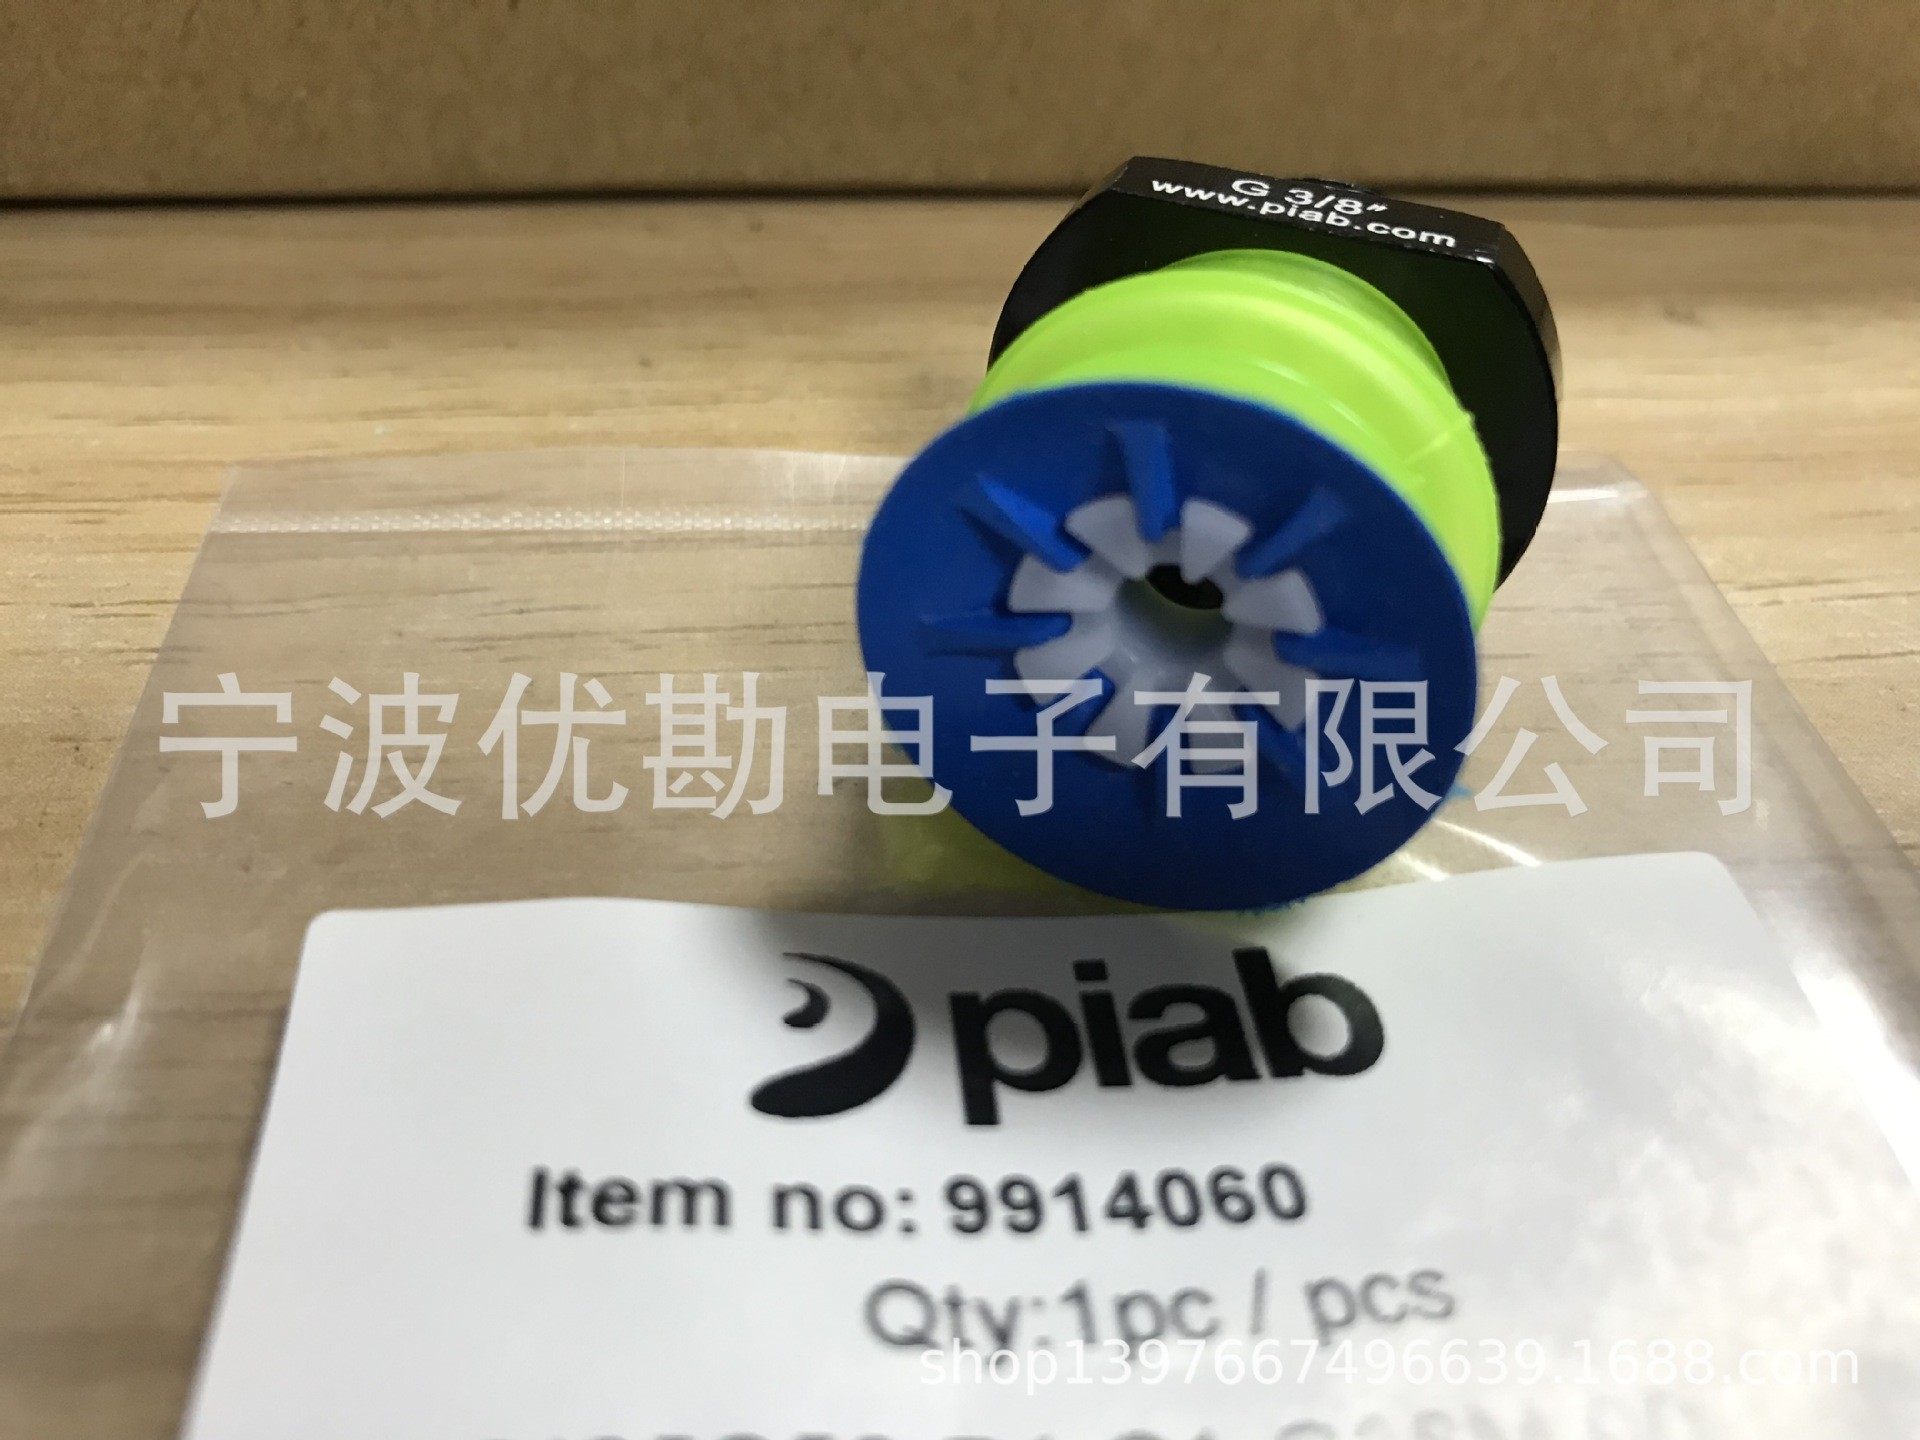 G 3/8"
www.piab.com
宁波优勘电子有限公司
piab
Item no: 9914060
Qty:1pc / pcs
shop1397667496639.1688.com